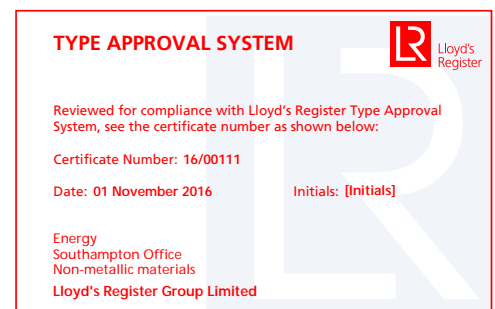 TYPE APPROVAL SYSTEM
Lloyd's
Register
Reviewed for compliance with Lloyd's Register Type Approval
System, see the certificate number as shown below:
Certificate Number: 16/00111
Date: 01 November 2016 Initials: [Initials]
Energy
Southampton Office
Non-metallic materials
Lloyd's Register Group Limited